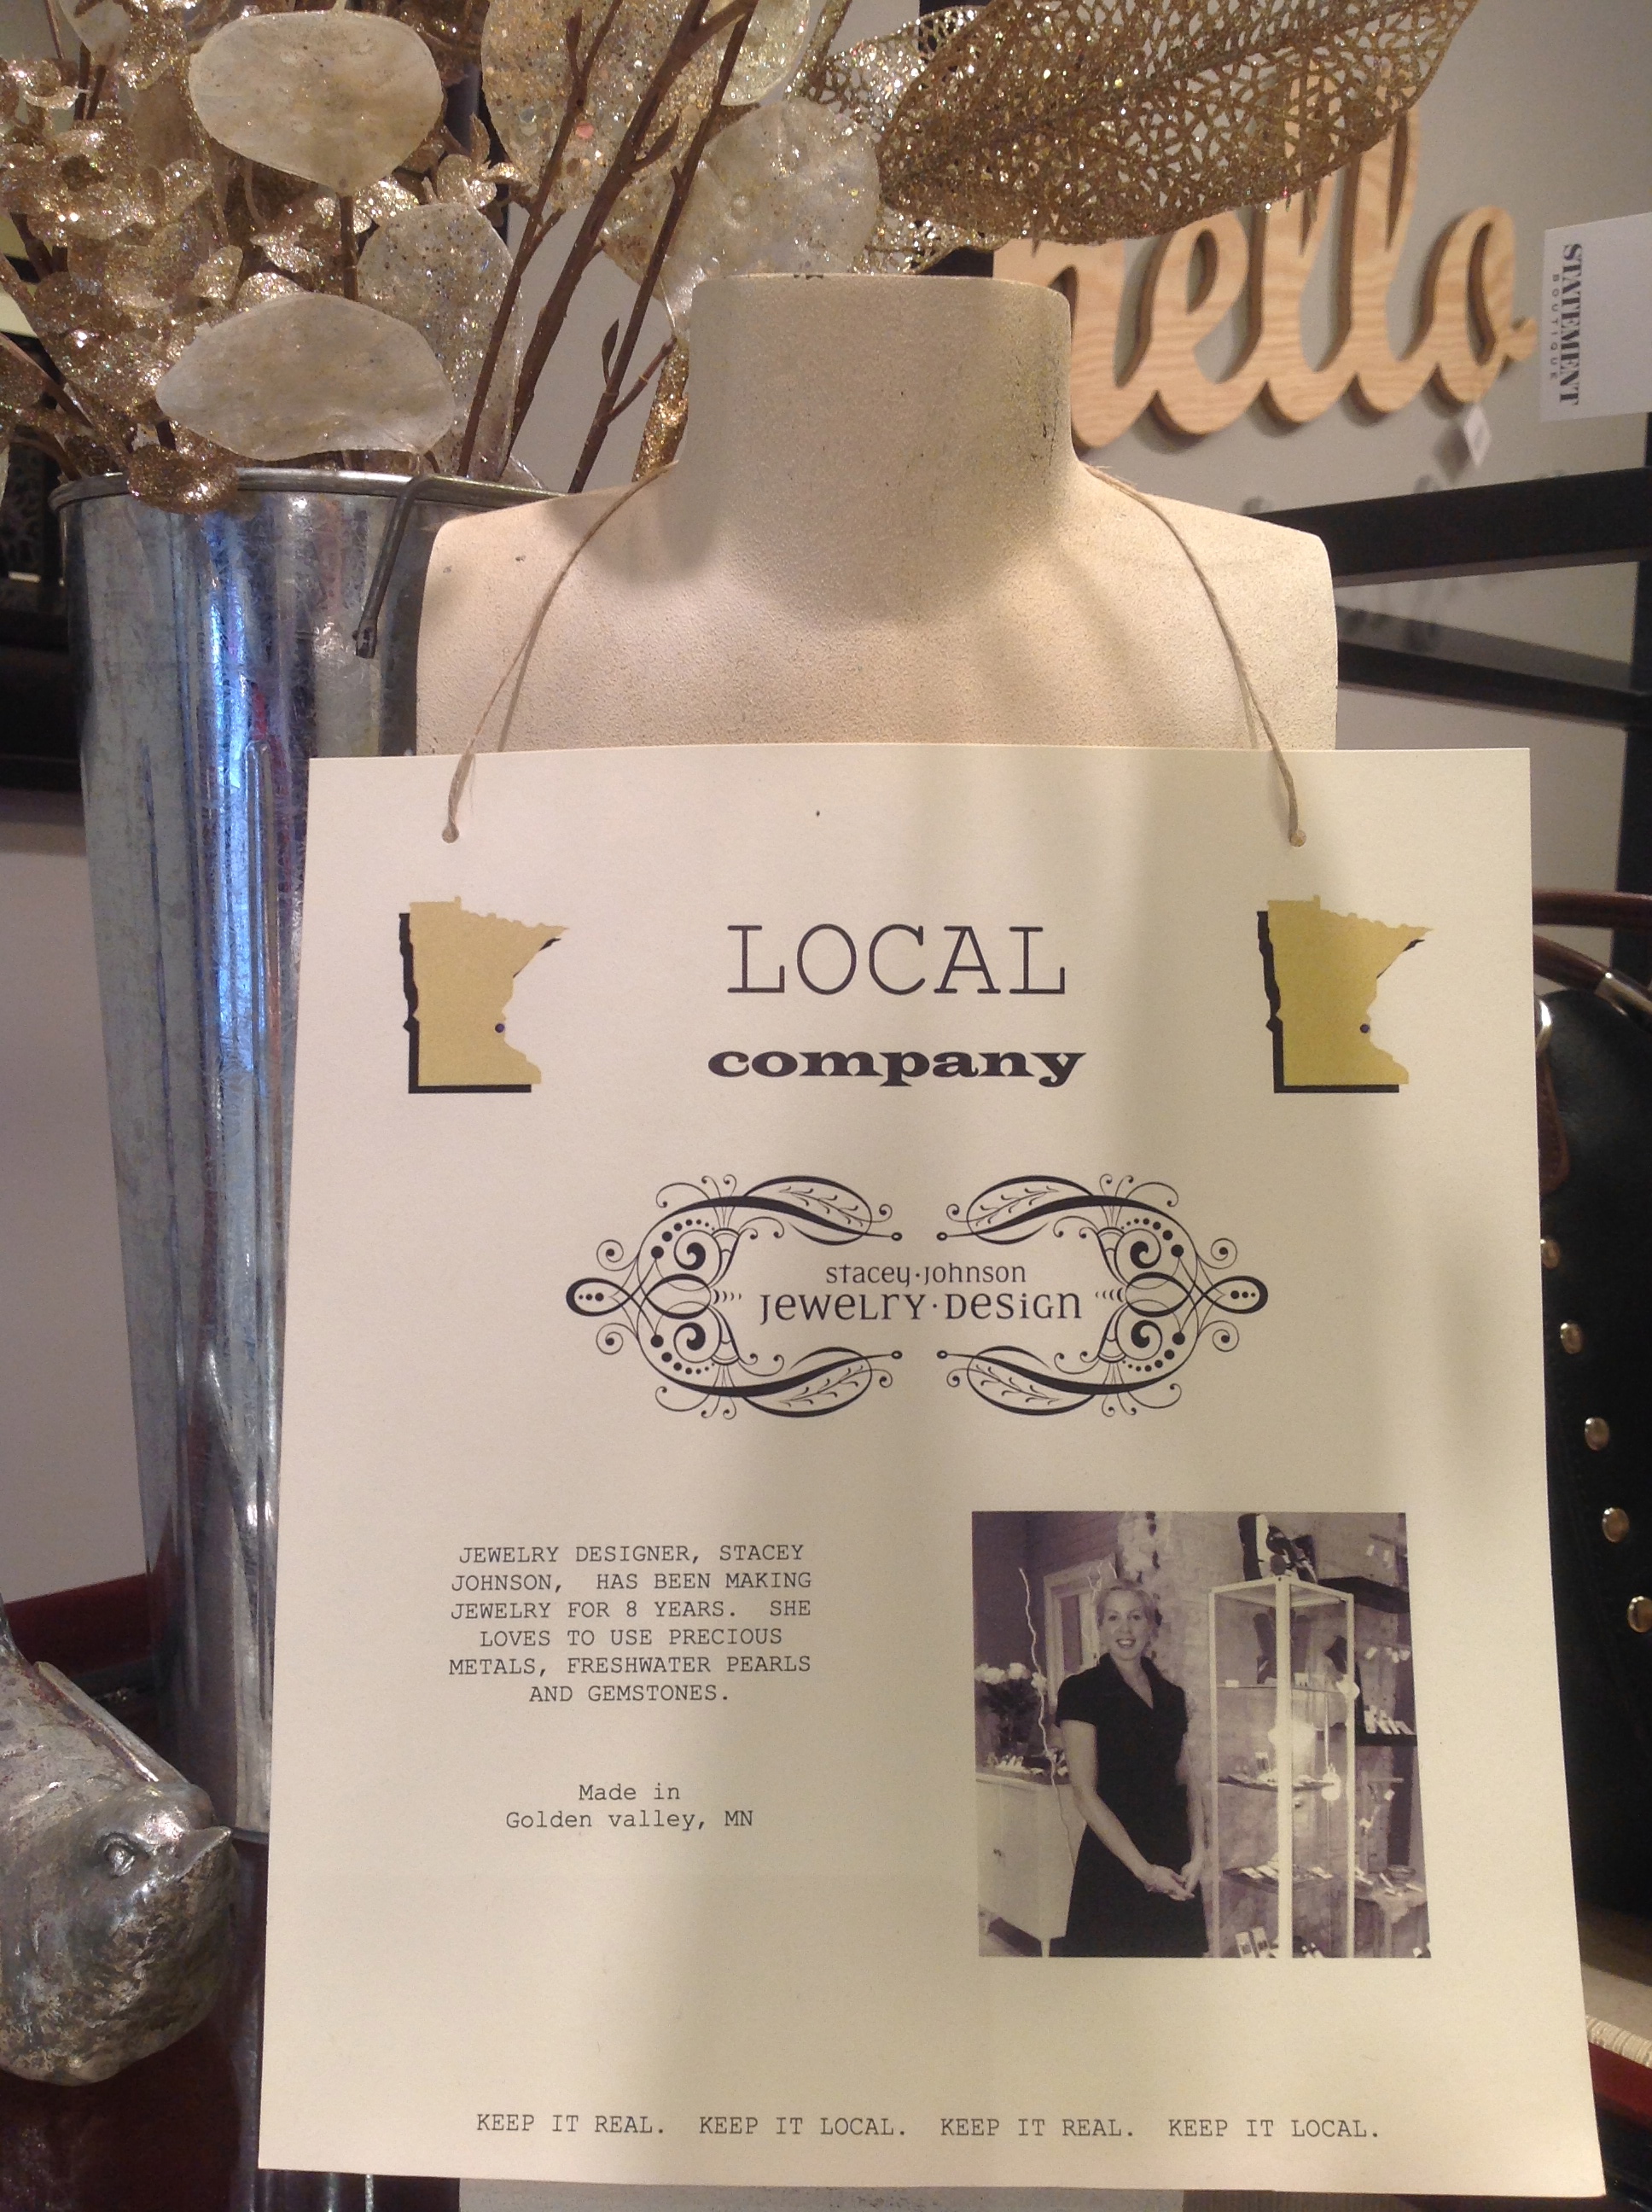 hello
STATEMENT
BOUTIQUE
LOCAL
company
stacey·johnson
Jewelry·Design
JEWELRY DESIGNER, STACEY
JOHNSON, HAS BEEN MAKING
JEWELRY FOR 8 YEARS. SHE
LOVES TO USE PRECIOUS
METALS, FRESHWATER PEARLS
AND GEMSTONES.
Made in
Golden valley, MN
KEEP IT REAL. KEEP IT LOCAL. KEEP IT REAL. KEEP IT LOCAL.